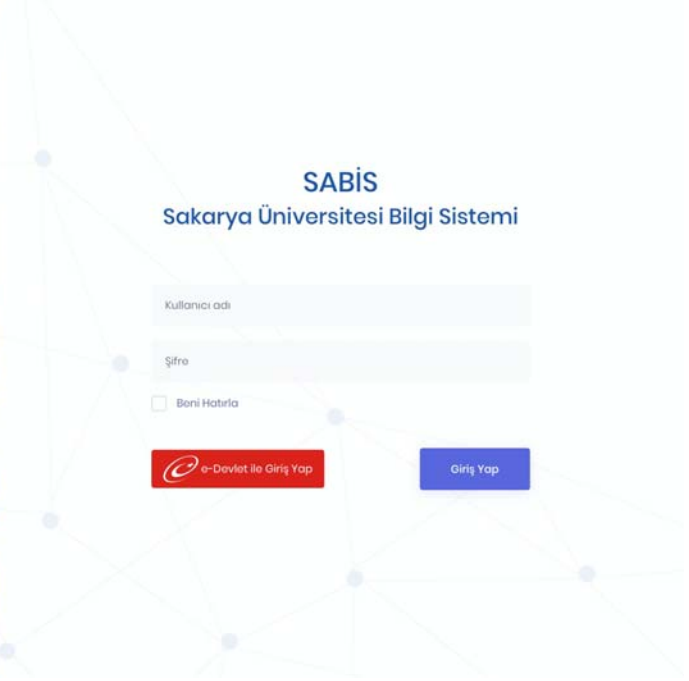 SABİS
Sakarya Üniversitesi Bilgi Sistemi
Kullanıcı adı
Şifre
Beni Hatırla
e-Devlet ile Giriş Yap
Giriş Yap